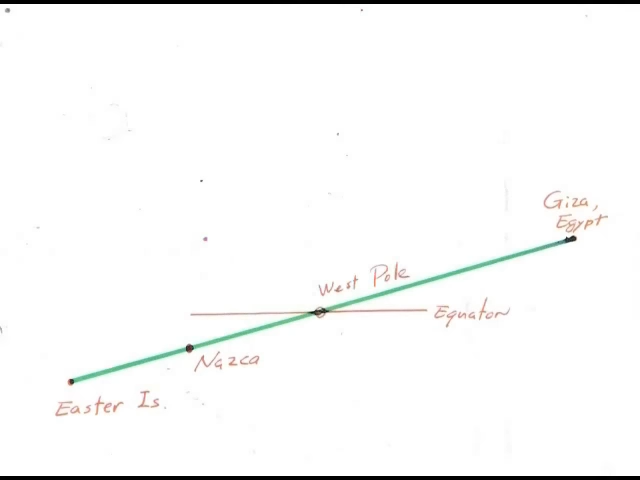 Giza,
Egypt
West Pole
Equator
Nazca
Easter Is.